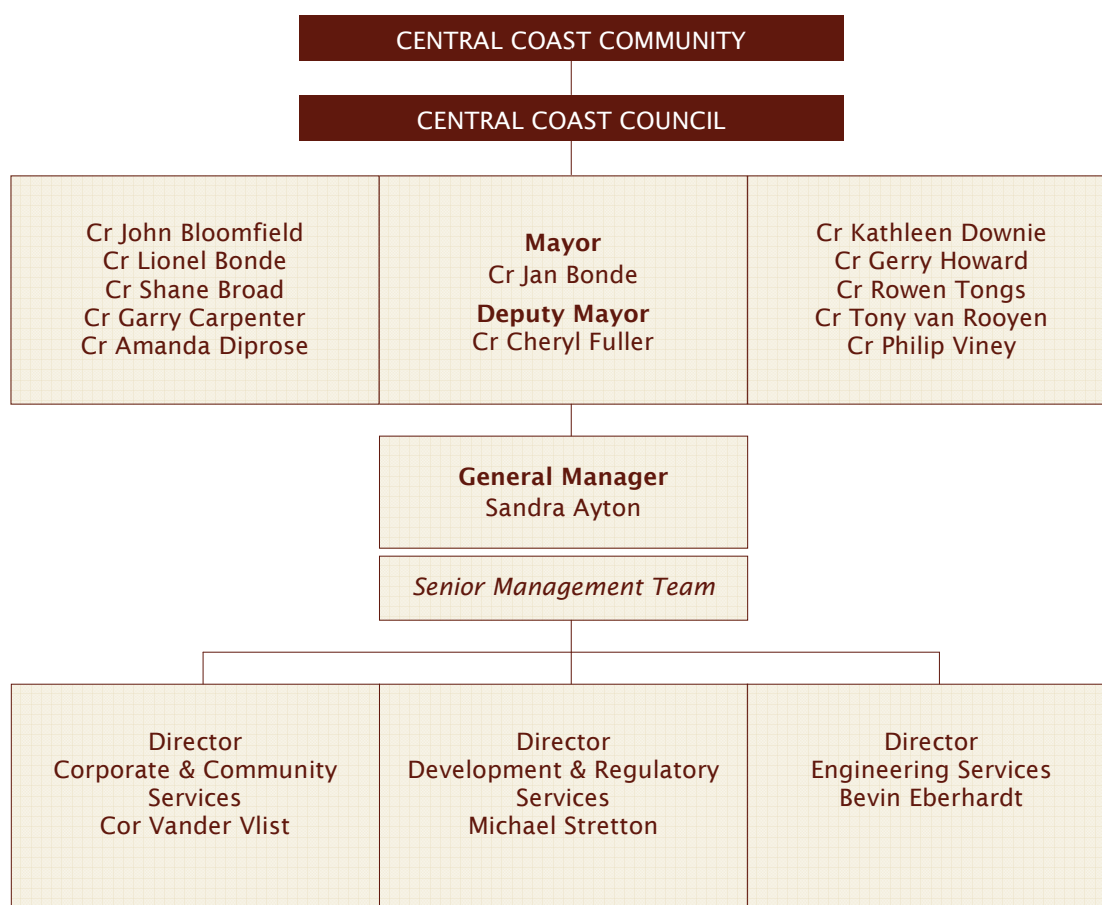 CENTRAL COAST COMMUNITY
CENTRAL COAST COUNCIL
Cr John Bloomfield
Cr Lionel Bonde
Cr Shane Broad
Cr Garry Carpenter
Cr Amanda Diprose
Mayor
Cr Jan Bonde
Deputy Mayor
Cr Cheryl Fuller
Cr Kathleen Downie
Cr Gerry Howard
Cr Rowen Tongs
Cr Tony van Rooyen
Cr Philip Viney
General Manager
Sandra Ayton
Senior Management Team
Director
Corporate & Community
Services
Cor Vander Vlist
Director
Development & Regulatory
Services
Michael Stretton
Director
Engineering Services
Bevin Eberhardt